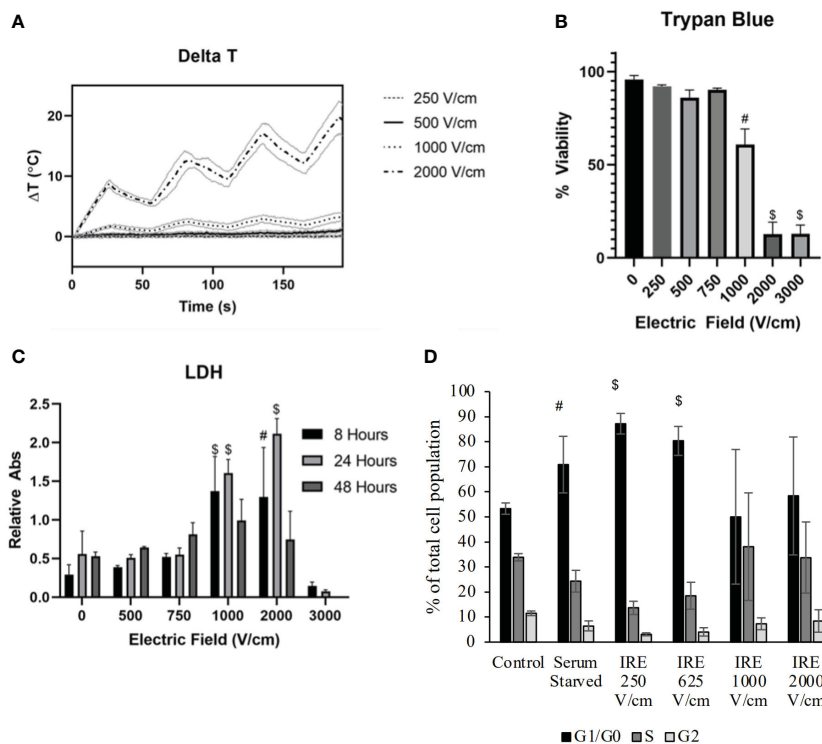 A
Delta T
ΔT (°C)
20
10
0
0
50
100
150
Time (s)
250 V/cm
500 V/cm
1000 V/cm
2000 V/cm
B
Trypan Blue
% Viability
100
50
0
#
$
$
0
250
500
750
1000
2000
3000
Electric Field (V/cm)
C
LDH
Relative Abs
2.5
2.0
1.5
1.0
0.5
0.0
$ $
#
$
8 Hours
24 Hours
48 Hours
0
500
750
1000
2000
3000
Electric Field (V/cm)
D
% of total cell population
100
90
80
70
60
50
40
30
20
10
0
#
$
$
Control
Serum
Starved
IRE
250
V/cm
IRE
625
V/cm
IRE
1000
V/cm
IRE
2000
V/cm
G1/G0
S
G2